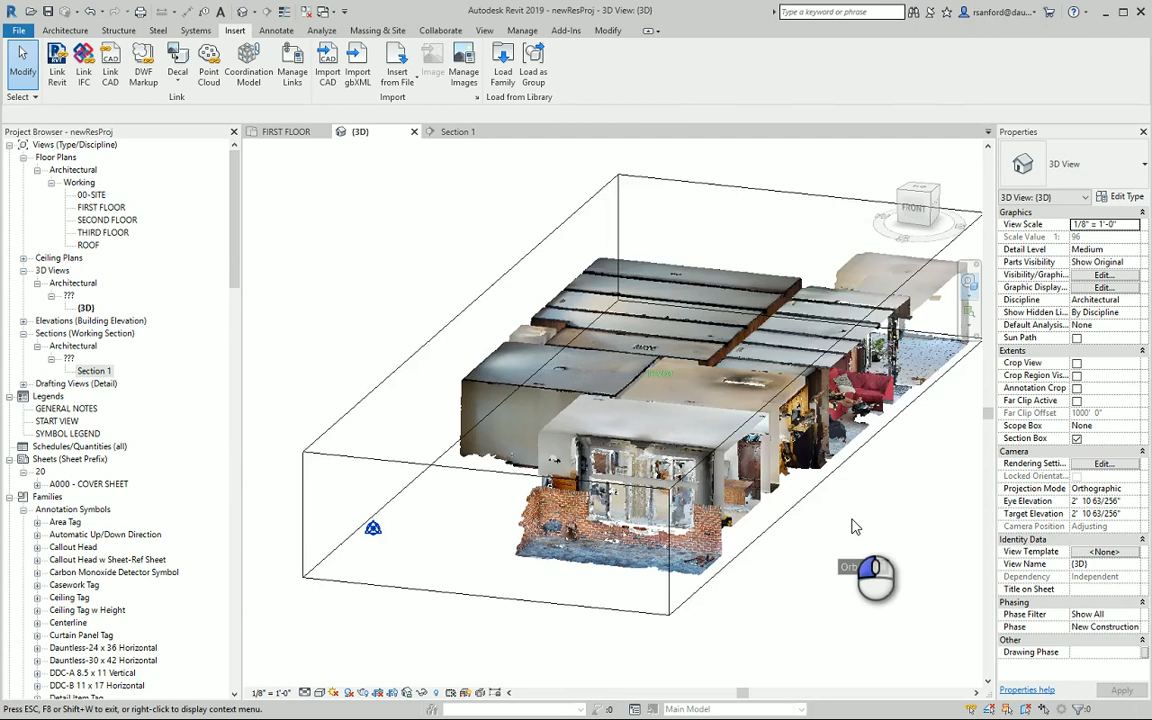 Autodesk Revit 2019 - newResProj - 3D View: {3D}
Type a keyword or phrase
rsanford@dau...
File
Architecture
Structure
Steel
Systems
Insert
Annotate
Analyze
Massing & Site
Collaborate
View
Manage
Add-Ins
Modify
Modify
Link Revit
Link IFC
Link CAD
DWF Markup
Decal
Point Cloud
Coordination Model
Manage Links
Import CAD
Import gbXML
Insert from File
Image
Manage Images
Load Family
Load as Group
Select
Link
Import
Load from Library
Project Browser - newResProj
FIRST FLOOR
{3D}
Section 1
Properties
Views (Type/Discipline)
Floor Plans
Architectural
Working
00-SITE
FIRST FLOOR
SECOND FLOOR
THIRD FLOOR
ROOF
Ceiling Plans
3D Views
Architectural
???
{3D}
Elevations (Building Elevation)
Sections (Working Section)
Architectural
???
Section 1
Drafting Views (Detail)
Legends
GENERAL NOTES
START VIEW
SYMBOL LEGEND
Schedules/Quantities (all)
Sheets (Sheet Prefix)
20
A000 - COVER SHEET
Families
Annotation Symbols
Area Tag
Automatic Up/Down Direction
Callout Head
Callout Head w Sheet-Ref Sheet
Carbon Monoxide Detector Symbol
Casework Tag
Ceiling Tag
Ceiling Tag w Height
Centerline
Curtain Panel Tag
Dauntless-24 x 36 Horizontal
Dauntless-30 x 42 Horizontal
DDC-A 8.5 x 11 Vertical
DDC-B 11 x 17 Horizontal
Detail Item Tag
FRONT
Orb
3D View
3D View: {3D}
Edit Type
Graphics
View Scale 1/8" = 1'-0"
Scale Value 1: 96
Detail Level Medium
Parts Visibility Show Original
Visibility/Graphi... Edit...
Graphic Display... Edit...
Discipline Architectural
Show Hidden Li... By Discipline
Default Analysis... None
Sun Path
Extents
Crop View
Crop Region Vis...
Annotation Crop
Far Clip Active
Far Clip Offset 1000' 0"
Scope Box None
Section Box
Camera
Rendering Setti... Edit...
Locked Orientat...
Projection Mode Orthographic
Eye Elevation 2' 10 63/256"
Target Elevation 2' 10 63/256"
Camera Position Adjusting
Identity Data
View Template <None>
View Name {3D}
Dependency Independent
Title on Sheet
Phasing
Phase Filter Show All
Phase New Construction
Other
Drawing Phase
Properties help
Apply
1/8" = 1'-0"
Press ESC, F8 or Shift+W to exit, or right-click to display context menu.
:0
Main Model
:0